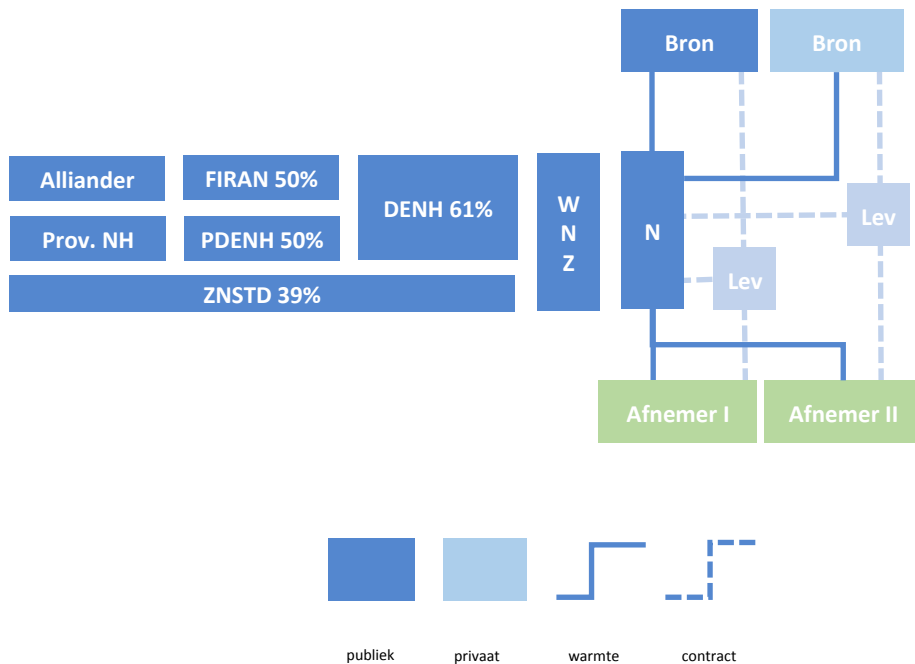 Bron
Bron
Alliander
FIRAN 50%
DENH 61%
W
N
Z
N
Lev
Prov. NH
PDENH 50%
Lev
ZNSTD 39%
Afnemer I
Afnemer II
publiek
privaat
warmte
contract